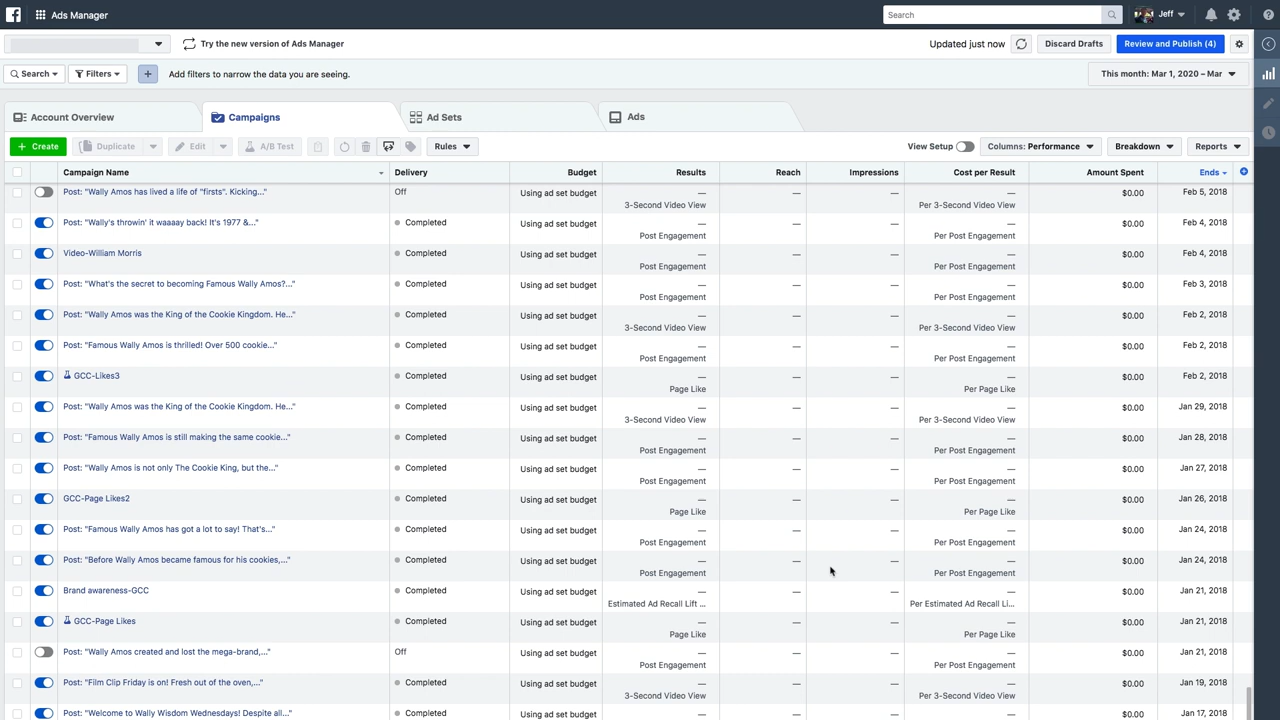 Ads Manager
Search
Jeff
Try the new version of Ads Manager
Updated just now
Discard Drafts
Review and Publish (4)
Search
Filters
Add filters to narrow the data you are seeing.
This month: Mar 1, 2020 – Mar
Account Overview
Campaigns
Ad Sets
Ads
+ Create
Duplicate
Edit
A/B Test
Rules
View Setup
Columns: Performance
Breakdown
Reports
Campaign Name Delivery Budget Results Reach Impressions Cost per Result Amount Spent Ends
Post: "Wally Amos has lived a life of "firsts". Kicking..." Off Using ad set budget — — — — $0.00 Feb 5, 2018
3-Second Video View Per 3-Second Video View
Post: "Wally's throwin' it waaaay back! It's 1977 &..." Completed Using ad set budget — — — — $0.00 Feb 4, 2018
Post Engagement Per Post Engagement
Video-William Morris Completed Using ad set budget — — — — $0.00 Feb 4, 2018
Post Engagement Per Post Engagement
Post: "What's the secret to becoming Famous Wally Amos?..." Completed Using ad set budget — — — — $0.00 Feb 3, 2018
Post Engagement Per Post Engagement
Post: "Wally Amos was the King of the Cookie Kingdom. He..." Completed Using ad set budget — — — — $0.00 Feb 2, 2018
3-Second Video View Per 3-Second Video View
Post: "Famous Wally Amos is thrilled! Over 500 cookie..." Completed Using ad set budget — — — — $0.00 Feb 2, 2018
Post Engagement Per Post Engagement
GCC-Likes3 Completed Using ad set budget — — — — $0.00 Feb 2, 2018
Page Like Per Page Like
Post: "Wally Amos was the King of the Cookie Kingdom. He..." Completed Using ad set budget — — — — $0.00 Jan 29, 2018
3-Second Video View Per 3-Second Video View
Post: "Famous Wally Amos is still making the same cookie..." Completed Using ad set budget — — — — $0.00 Jan 28, 2018
Post Engagement Per Post Engagement
Post: "Wally Amos is not only The Cookie King, but the..." Completed Using ad set budget — — — — $0.00 Jan 27, 2018
Post Engagement Per Post Engagement
GCC-Page Likes2 Completed Using ad set budget — — — — $0.00 Jan 26, 2018
Page Like Per Page Like
Post: "Famous Wally Amos has got a lot to say! That's..." Completed Using ad set budget — — — — $0.00 Jan 24, 2018
Post Engagement Per Post Engagement
Post: "Before Wally Amos became famous for his cookies,..." Completed Using ad set budget — — — — $0.00 Jan 24, 2018
Post Engagement Per Post Engagement
Brand awareness-GCC Completed Using ad set budget — — — — $0.00 Jan 21, 2018
Estimated Ad Recall Lift ... Per Estimated Ad Recall Li...
GCC-Page Likes Completed Using ad set budget — — — — $0.00 Jan 21, 2018
Page Like Per Page Like
Post: "Wally Amos created and lost the mega-brand,..." Off Using ad set budget — — — — $0.00 Jan 21, 2018
Post Engagement Per Post Engagement
Post: "Film Clip Friday is on! Fresh out of the oven,..." Completed Using ad set budget — — — — $0.00 Jan 19, 2018
3-Second Video View Per 3-Second Video View
Post: "Welcome to Wally Wisdom Wednesdays! Despite all..." Completed Using ad set budget — — — — $0.00 Jan 17, 2018